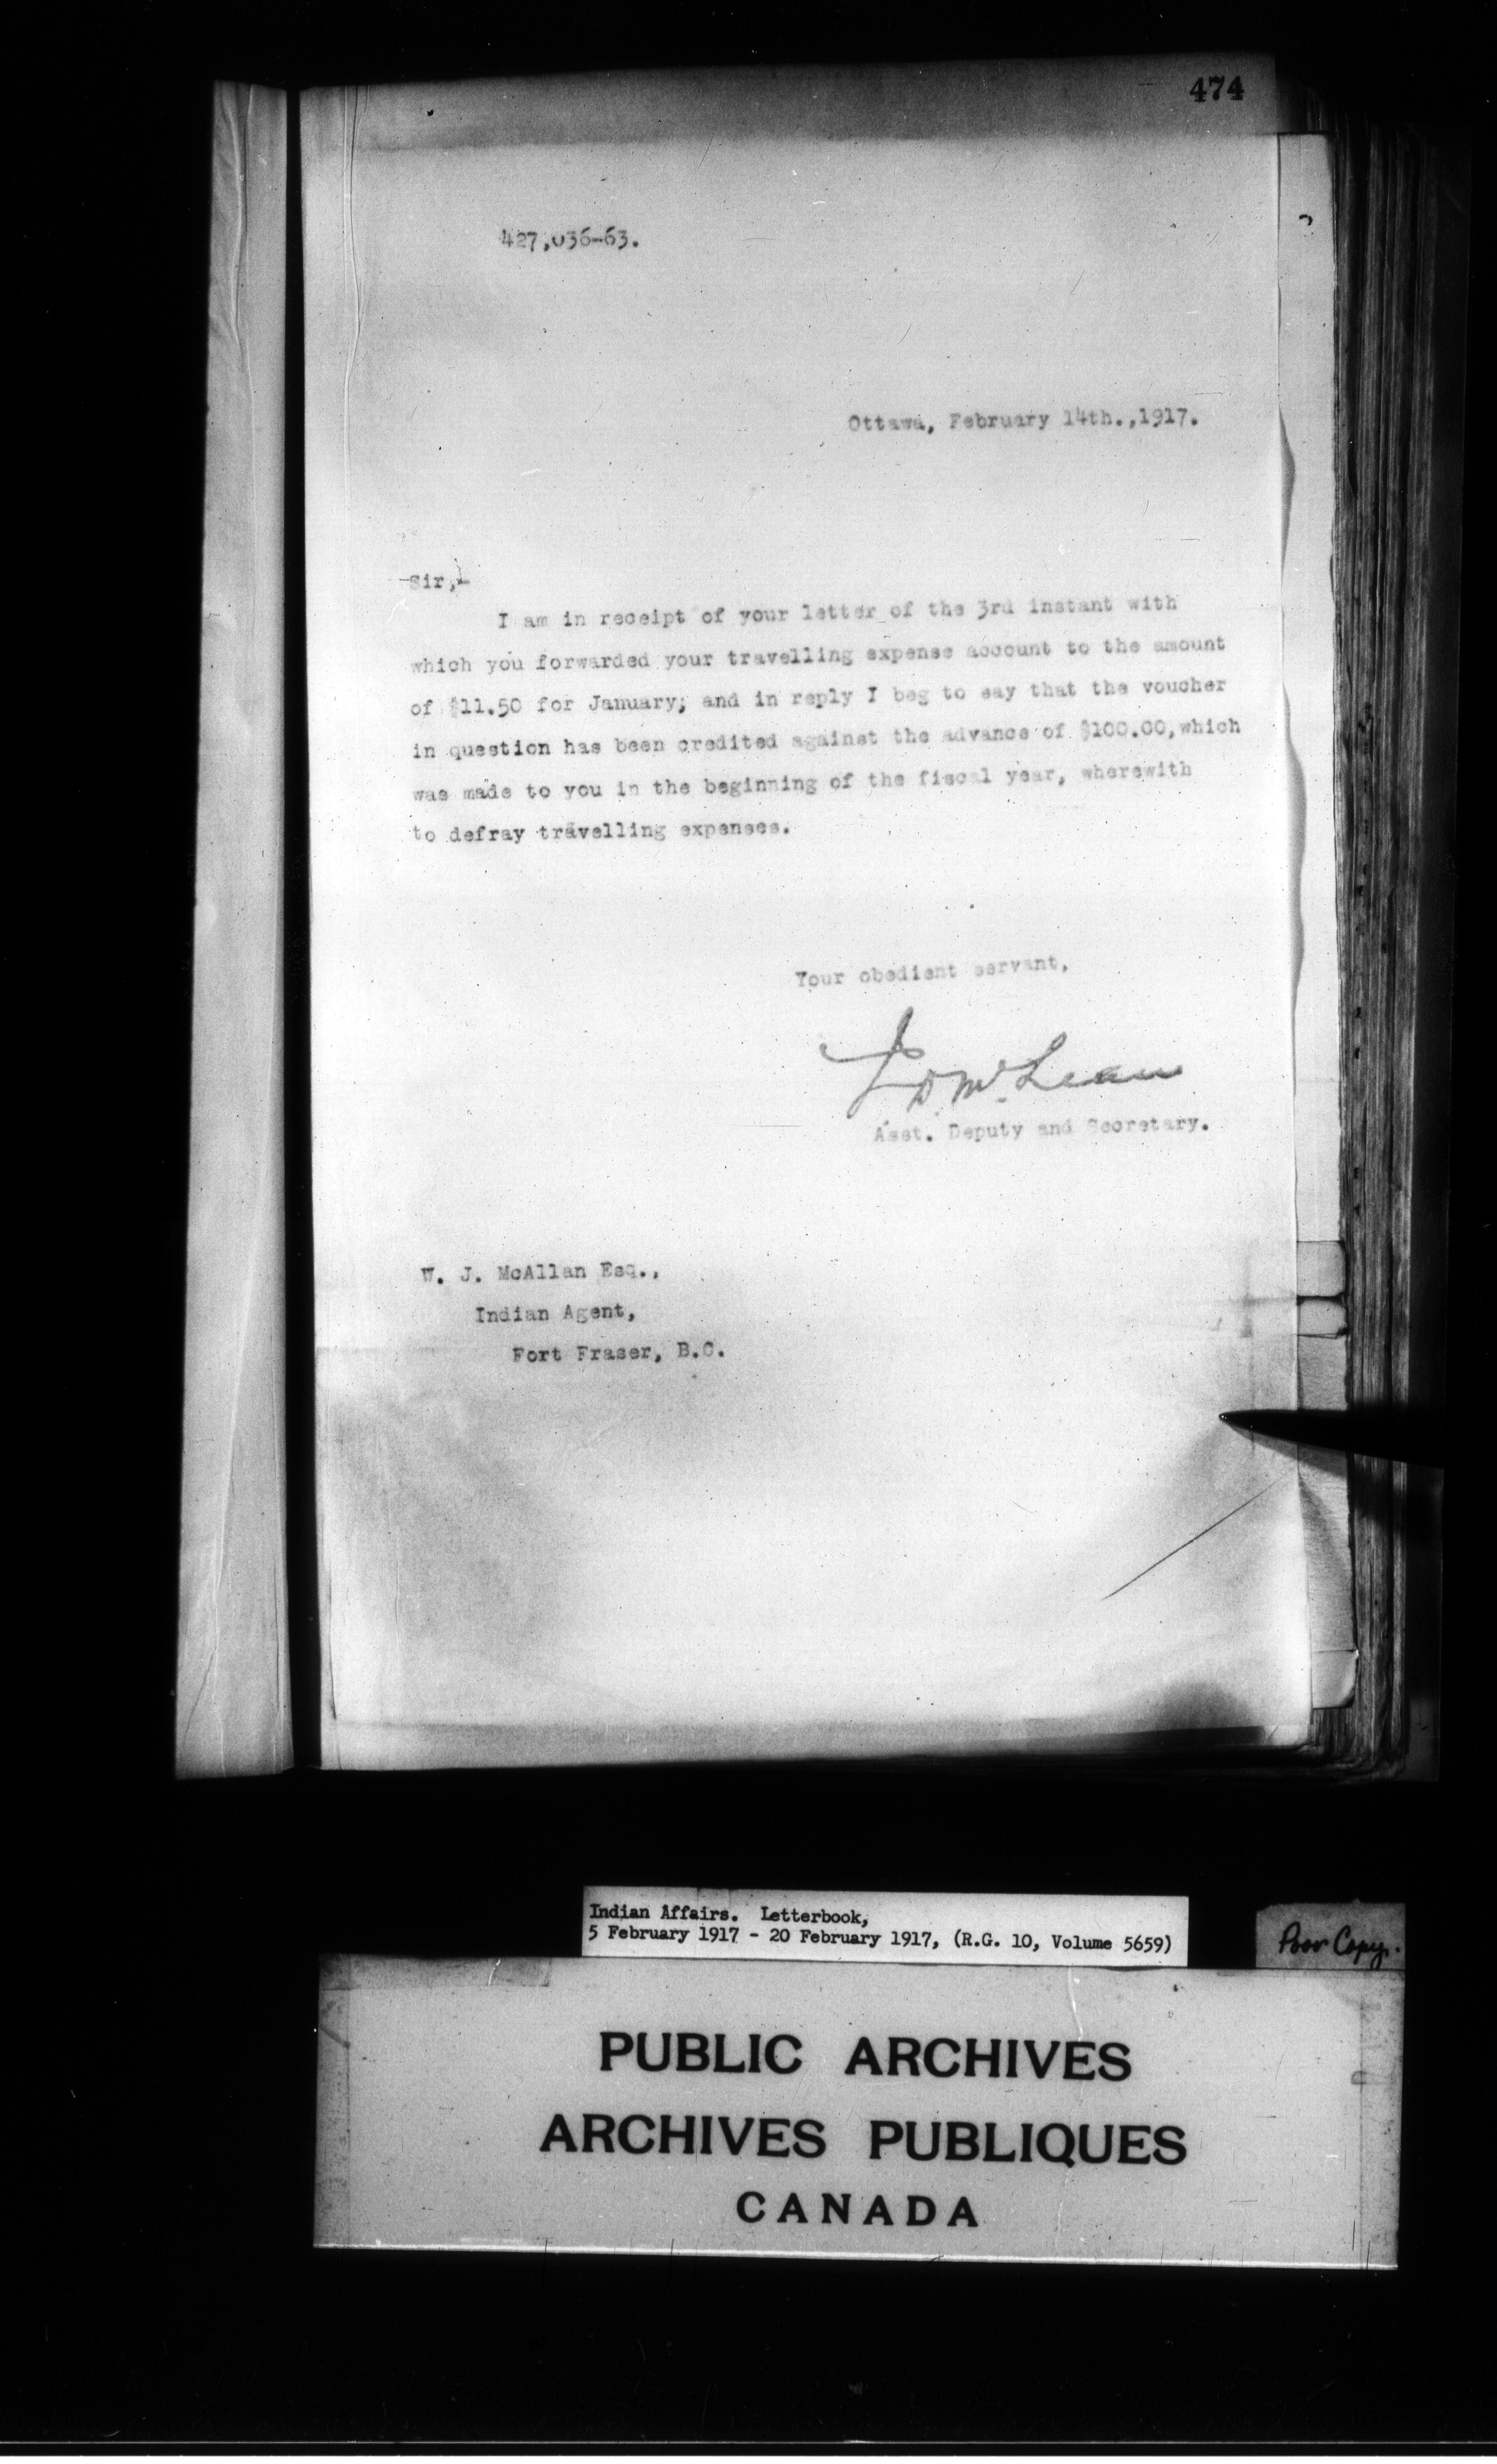 474
427,036-63.
Ottawa, February 14th.,1917.
Sir,-
I am in receipt of your letter of the 3rd instant with
which you forwarded your travelling expense account to the amount
of $11.50 for January; and in reply I beg to say that the voucher
in question has been credited against the advance of $100.00, which
was made to you in the beginning of the fiscal year, wherewith
to defray travelling expenses.
Your obedient servant,
J D McLean
Asst. Deputy and Secretary.
W. J. McAllan Esq.,
Indian Agent,
Fort Fraser, B.C.
Indian Affairs. Letterbook,
5 February 1917 - 20 February 1917, (R.G. 10, Volume 5659)
Poor Copy.
PUBLIC ARCHIVES
ARCHIVES PUBLIQUES
CANADA